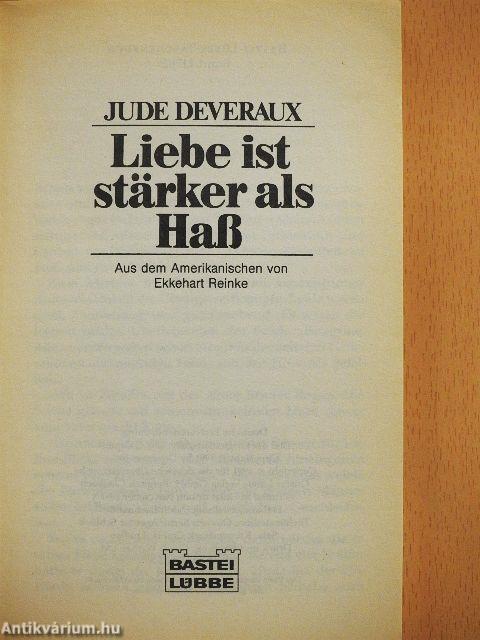 JUDE DEVERAUX
Liebe ist
stärker als
Haß
Aus dem Amerikanischen von
Ekkehart Reinke
BASTEI
LÜBBE
Antikvárium.hu